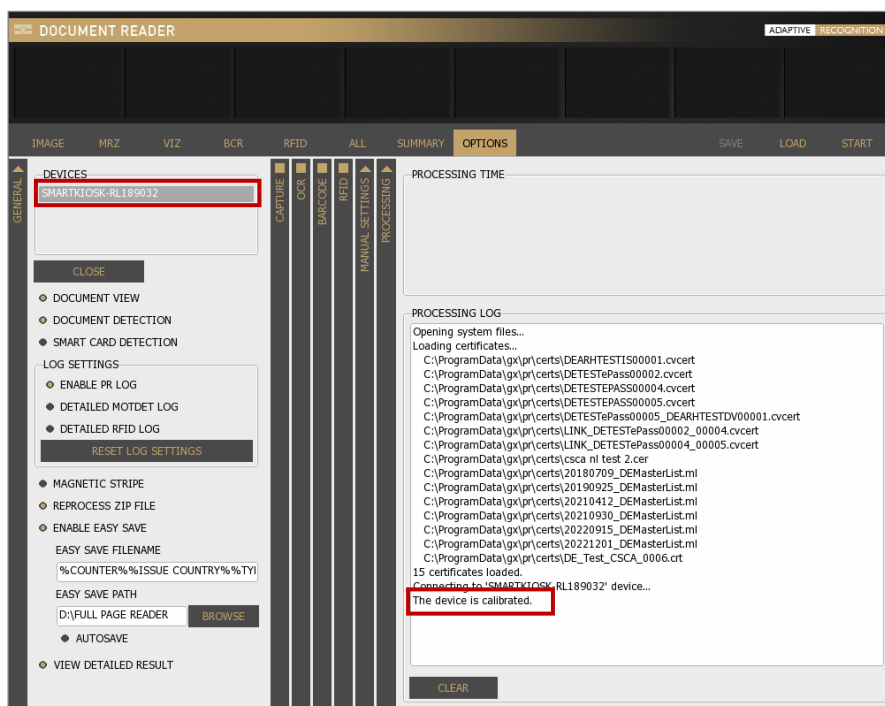 DOCUMENT READER
ADAPTIVE RECOGNITION
IMAGE MRZ VIZ BCR RFID ALL SUMMARY OPTIONS SAVE LOAD START
GENERAL
DEVICES
SMARTKIOSK-RL189032
CLOSE
DOCUMENT VIEW
DOCUMENT DETECTION
SMART CARD DETECTION
LOG SETTINGS
ENABLE PR LOG
DETAILED MOTDET LOG
DETAILED RFID LOG
RESET LOG SETTINGS
MAGNETIC STRIPE
REPROCESS ZIP FILE
ENABLE EASY SAVE
EASY SAVE FILENAME
%COUNTER%%ISSUE COUNTRY%%TYI
EASY SAVE PATH
D:\FULL PAGE READER BROWSE
AUTOSAVE
VIEW DETAILED RESULT
CAPTURE
OCR
BARCODE
RFID
MANUAL SETTINGS
PROCESSING
PROCESSING TIME
PROCESSING LOG
Opening system files...
Loading certificates...
C:\ProgramData\gx\pr\certs\DEARHTESTIS00001.cvcert
C:\ProgramData\gx\pr\certs\DETESTePass00002.cvcert
C:\ProgramData\gx\pr\certs\DETESTEPASS00004.cvcert
C:\ProgramData\gx\pr\certs\DETESTEPASS00005.cvcert
C:\ProgramData\gx\pr\certs\DETESTePass00005_DEARHTESTDV00001.cvcert
C:\ProgramData\gx\pr\certs\LINK_DETESTePass00002_00004.cvcert
C:\ProgramData\gx\pr\certs\LINK_DETESTePass00004_00005.cvcert
C:\ProgramData\gx\pr\certs\csca nl test 2.cer
C:\ProgramData\gx\pr\certs\20180709_DEMasterList.ml
C:\ProgramData\gx\pr\certs\20190925_DEMasterList.ml
C:\ProgramData\gx\pr\certs\20210412_DEMasterList.ml
C:\ProgramData\gx\pr\certs\20210930_DEMasterList.ml
C:\ProgramData\gx\pr\certs\20220915_DEMasterList.ml
C:\ProgramData\gx\pr\certs\20221201_DEMasterList.ml
C:\ProgramData\gx\pr\certs\DE_Test_CSCA_0006.crt
15 certificates loaded.
Connecting to 'SMARTKIOSK-RL189032' device...
The device is calibrated.
CLEAR